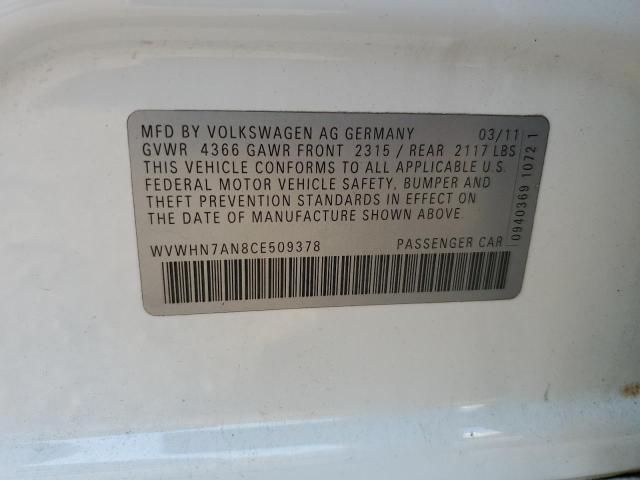 MFD BY VOLKSWAGEN AG GERMANY 03/11
GVWR 4366 GAWR FRONT 2315 / REAR 2117 LBS
THIS VEHICLE CONFORMS TO ALL APPLICABLE U.S.
FEDERAL MOTOR VEHICLE SAFETY, BUMPER AND
THEFT PREVENTION STANDARDS IN EFFECT ON
THE DATE OF MANUFACTURE SHOWN ABOVE.
WVWHN7AN8CE509378 PASSENGER CAR
0940369 1072 1